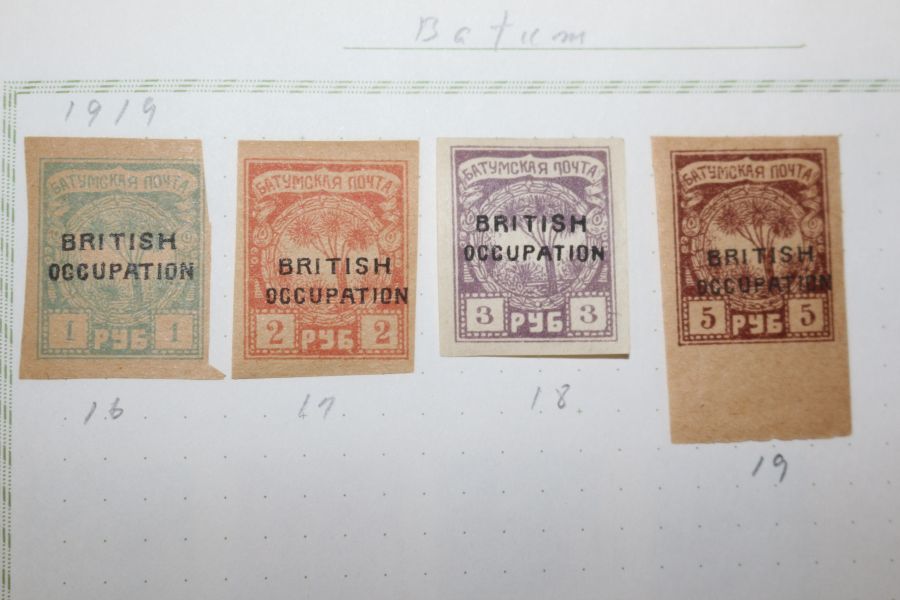 Batum
1919
БАТУМСКАЯ ПОЧТА
BRITISH
OCCUPATION
1 РУБ 1
БАТУМСКАЯ ПОЧТА
BRITISH
OCCUPATION
2 РУБ 2
БАТУМСКАЯ ПОЧТА
BRITISH
OCCUPATION
3 РУБ 3
БАТУМСКАЯ ПОЧТА
BRITISH
OCCUPATION
5 РУБ 5
16 17 18 19